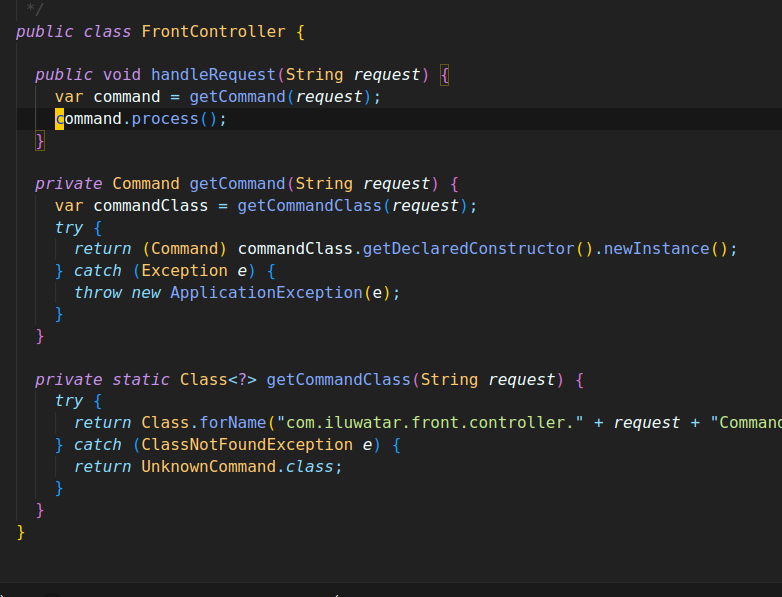 */
public class FrontController {
public void handleRequest(String request) {
var command = getCommand(request);
command.process();
}
private Command getCommand(String request) {
var commandClass = getCommandClass(request);
try {
return (Command) commandClass.getDeclaredConstructor().newInstance();
} catch (Exception e) {
throw new ApplicationException(e);
}
}
private static Class<?> getCommandClass(String request) {
try {
return Class.forName("com.iluwatar.front.controller." + request + "Comman
} catch (ClassNotFoundException e) {
return UnknownCommand.class;
}
}
}